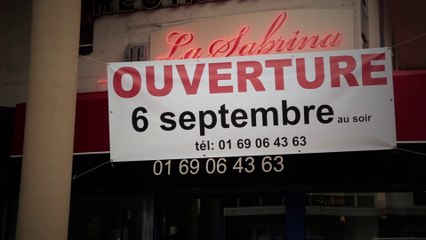 La Sabrina
OUVERTURE
6 septembre au soir
tél: 01 69 06 43 63
01 69 06 43 63